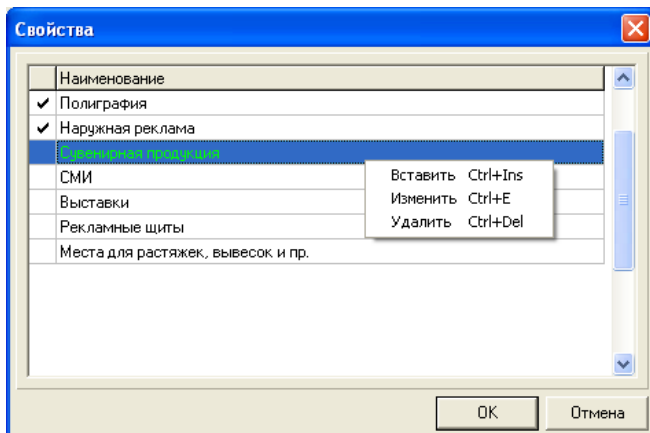 Свойства
Наименование
Полиграфия
Наружная реклама
Сувенирная продукция
СМИ
Вставить Ctrl+Ins
Выставки
Изменить Ctrl+E
Рекламные щиты
Удалить Ctrl+Del
Места для растяжек, вывесок и пр.
OK
Отмена